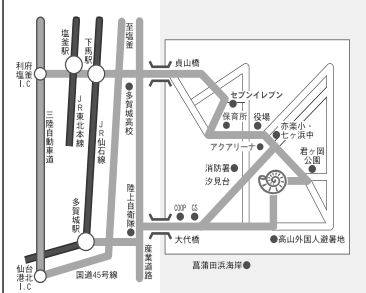 至塩釜
塩釜駅
下馬駅
貞山橋
利府
塩釜
I.C
セブンイレブン
保育所
役場
亦楽小・
七ヶ浜中
多賀城高校
JR東北本線
JR仙石線
三陸自動車道
アクアリーナ
君ヶ岡
公園
消防署
汐見台
陸上自衛隊
多賀城駅
COOP
GS
大代橋
高山外国人避暑地
産業道路
仙台
港北
I.C
国道45号線
菖蒲田浜海岸